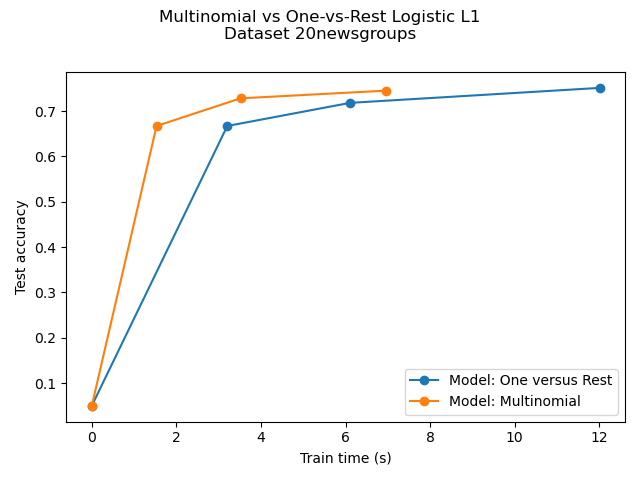 Multinomial vs One-vs-Rest Logistic L1
Dataset 20newsgroups
0.7
0.6
0.5
0.4
0.3
0.2
0.1
Test accuracy
Model: One versus Rest
Model: Multinomial
0 2 4 6 8 10 12
Train time (s)